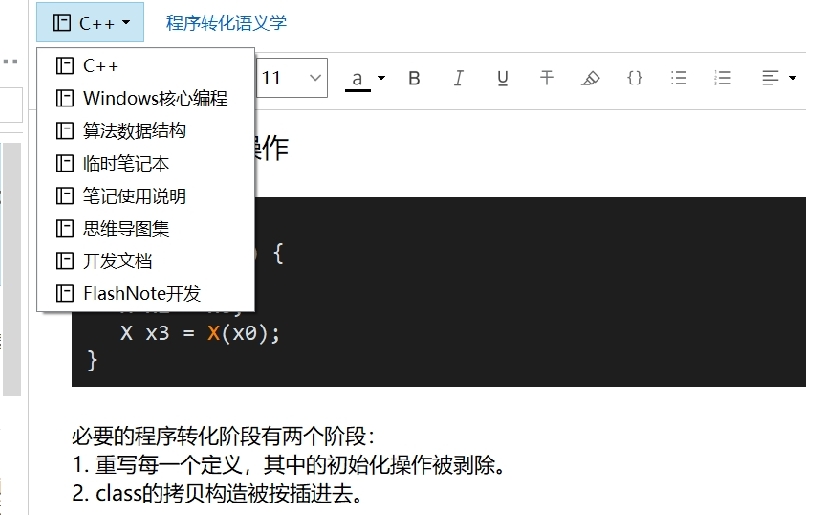 C++ 程序转化语义学
C++
Windows核心编程
算法数据结构
临时笔记本
笔记使用说明
思维导图集
开发文档
FlashNote开发
11 a B I U T {}
作
) {
X x3 = X(x0);
}
必要的程序转化阶段有两个阶段：
1. 重写每一个定义，其中的初始化操作被剥除。
2. class的拷贝构造被按插进去。